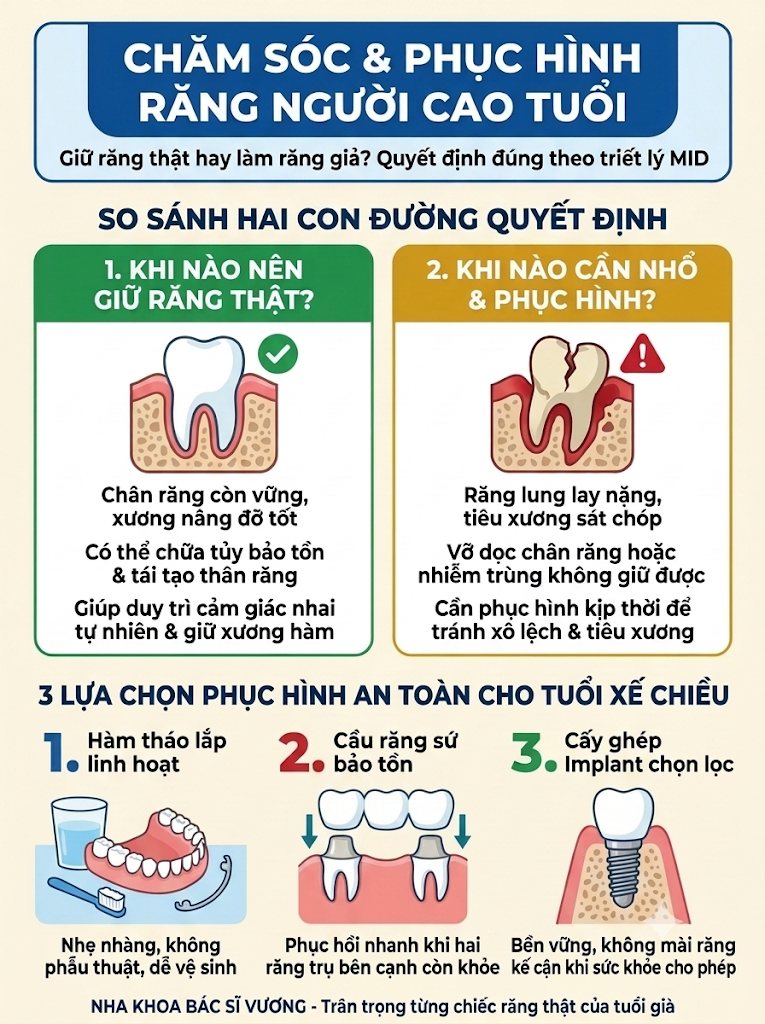 CHĂM SÓC & PHỤC HÌNH
RĂNG NGƯỜI CAO TUỔI
Giữ răng thật hay làm răng giả? Quyết định đúng theo triết lý MID
SO SÁNH HAI CON ĐƯỜNG QUYẾT ĐỊNH
1. KHI NÀO NÊN
GIỮ RĂNG THẬT?
Chân răng còn vững,
xương nâng đỡ tốt
Có thể chữa tủy bảo tồn
& tái tạo thân răng
Giúp duy trì cảm giác nhai
tự nhiên & giữ xương hàm
2. KHI NÀO CẦN NHỔ
& PHỤC HÌNH?
Răng lung lay nặng,
tiêu xương sát chóp
Vỡ dọc chân răng hoặc
nhiễm trùng không giữ được
Cần phục hình kịp thời để
tránh xô lệch & tiêu xương
3 LỰA CHỌN PHỤC HÌNH AN TOÀN CHO TUỔI XẾ CHIỀU
1. Hàm tháo lắp
linh hoạt
Nhẹ nhàng, không
phẫu thuật, dễ vệ sinh
2. Cầu răng sứ
bảo tồn
Phục hồi nhanh khi hai
răng trụ bên cạnh còn khỏe
3. Cấy ghép
Implant chọn lọc
Bền vững, không mài răng
kế cận khi sức khỏe cho phép
NHA KHOA BÁC SĨ VƯƠNG - Trân trọng từng chiếc răng thật của tuổi già